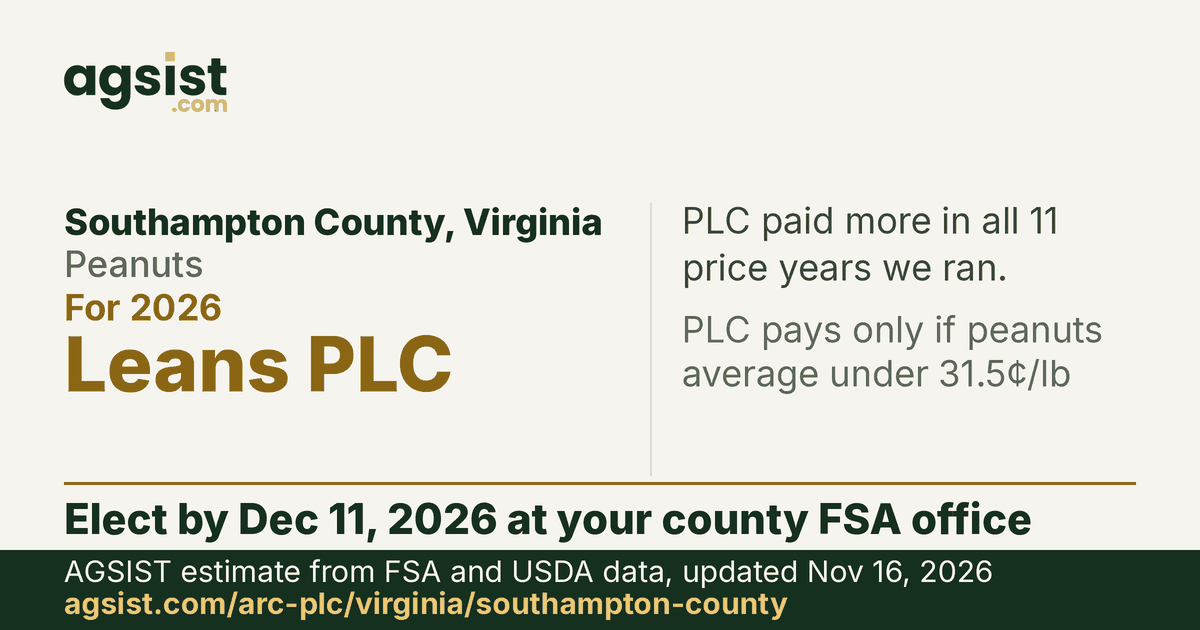 agsist
.com
Southampton County, Virginia
Peanuts
For 2026
Leans PLC
PLC paid more in all 11
price years we ran.
PLC pays only if peanuts
average under 31.5¢/lb
Elect by Dec 11, 2026 at your county FSA office
AGSIST estimate from FSA and USDA data, updated Nov 16, 2026
agsist.com/arc-plc/virginia/southampton-county